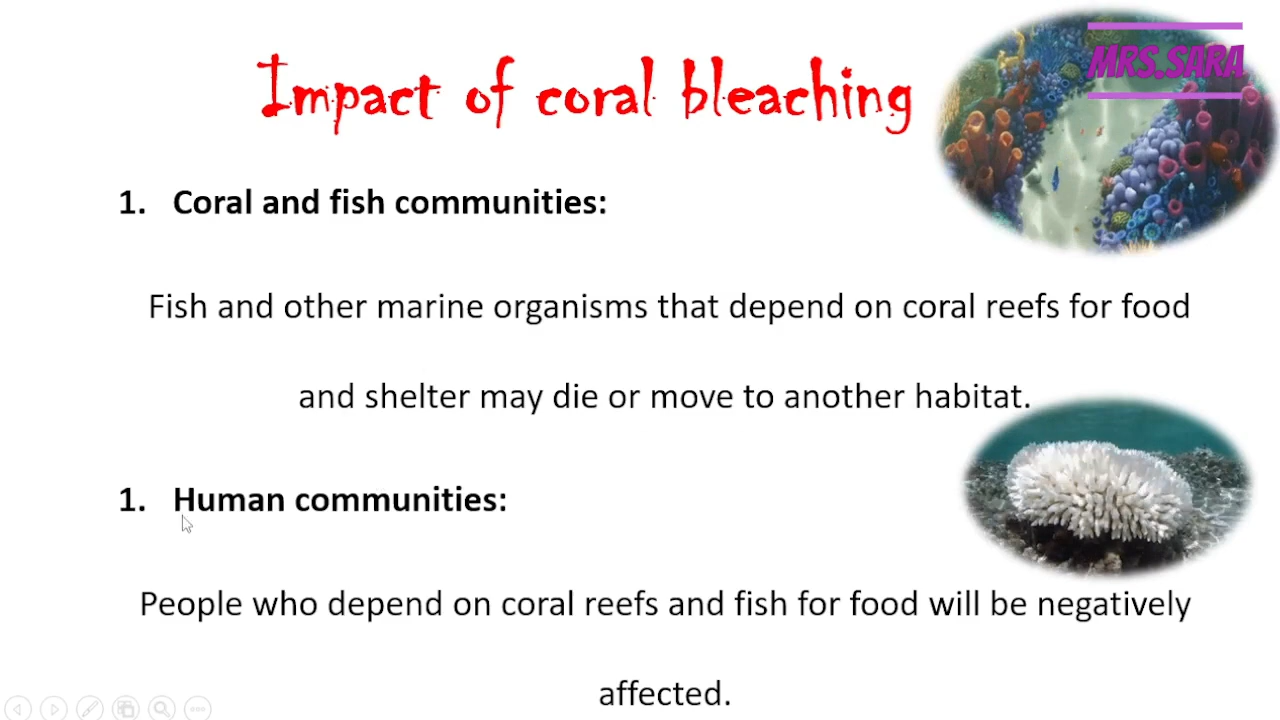 MRS.SARA
Impact of coral bleaching
1. Coral and fish communities:
Fish and other marine organisms that depend on coral reefs for food
and shelter may die or move to another habitat.
1. Human communities:
People who depend on coral reefs and fish for food will be negatively
affected.